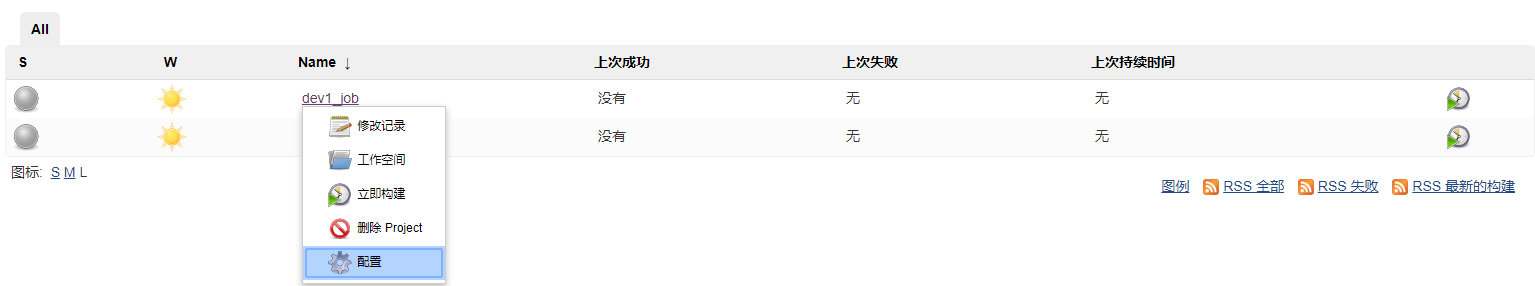 All
S W Name ↓ 上次成功 上次失败 上次持续时间
dev1_job 没有 无 无
修改记录
没有 无 无
工作空间
图标: S M L
图例 RSS 全部 RSS 失败 RSS 最新的构建
立即构建
删除 Project
配置